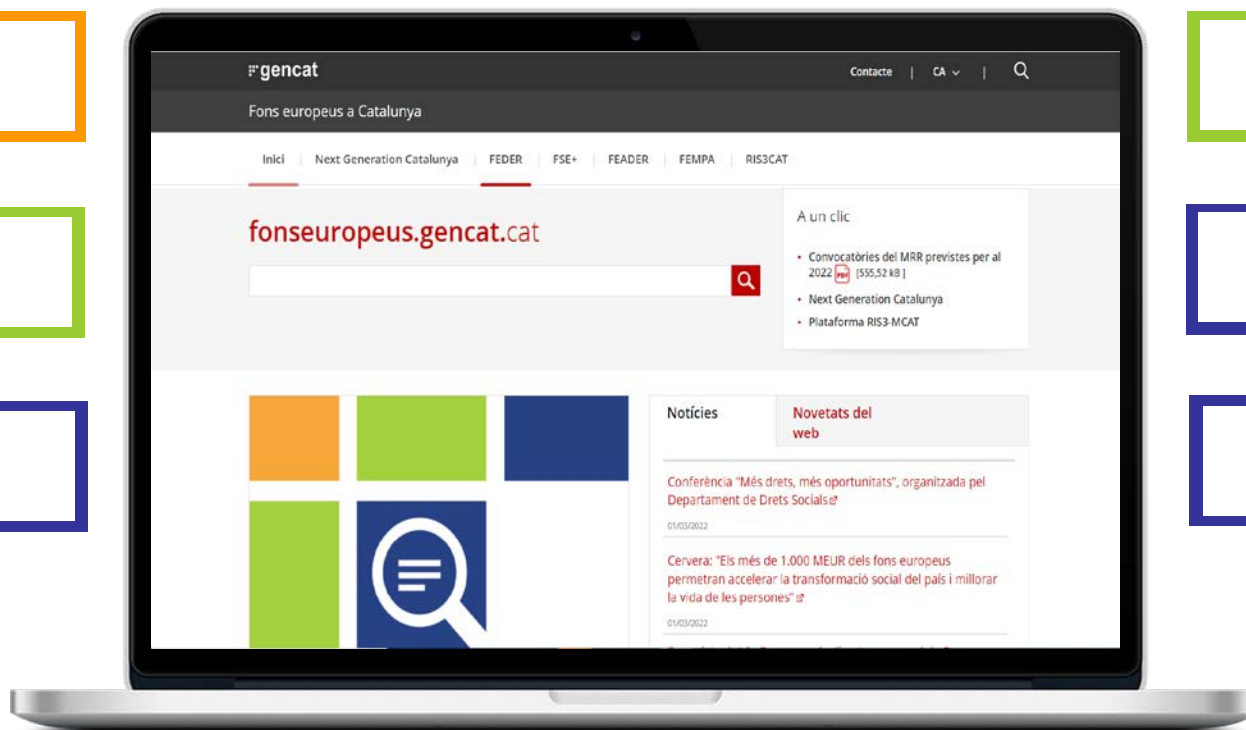 gencat
Contacte | CA |
Fons europeus a Catalunya
Inici | Next Generation Catalunya | FEDER | FSE+ | FEADER | FEMPA | RIS3CAT
fonseuropeus.gencat.cat
A un clic
• Convocatòries del MRR previstes per al
2022 PDF [555,52 kB ]
• Next Generation Catalunya
• Plataforma RIS3-MCAT
Notícies
Novetats del
web
Conferència "Més drets, més oportunitats", organitzada pel
Departament de Drets Socials
01/03/2022
Cervera: "Els més de 1.000 MEUR dels fons europeus
permetran accelerar la transformació social del país i millorar
la vida de les persones"
01/03/2022